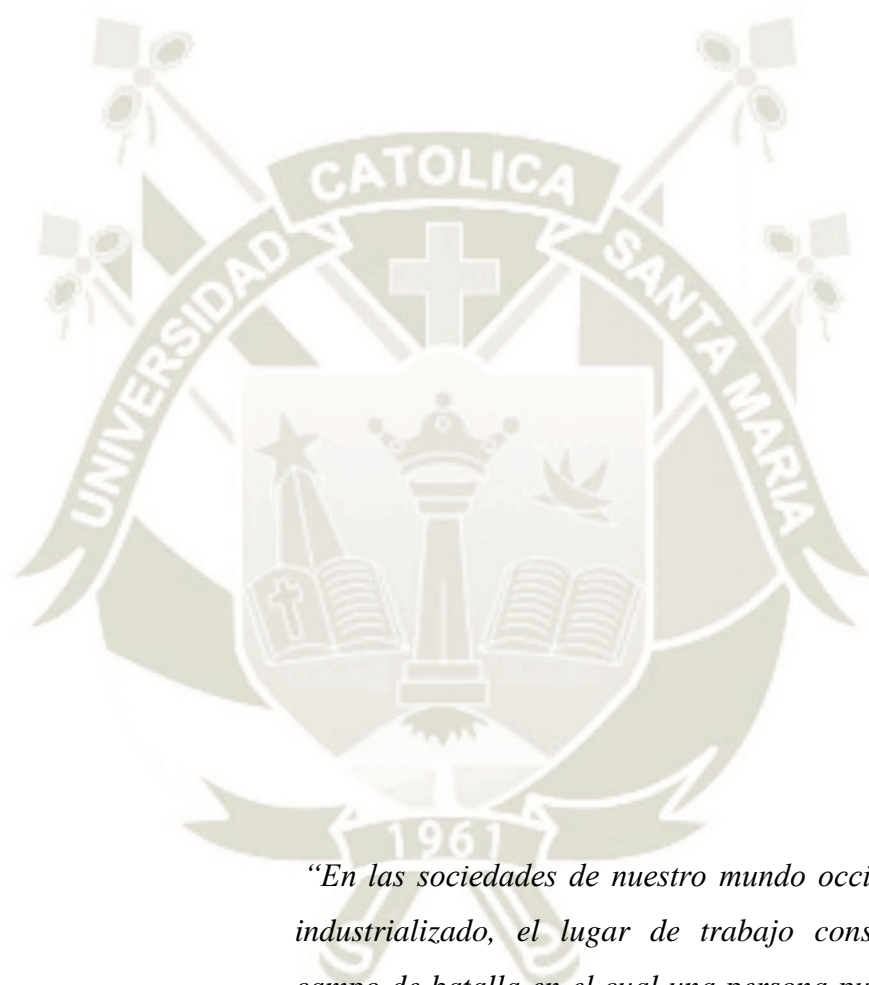 CATOLICA
UNIVERSIDAD
SANTA MARIA
1961
“En las sociedades de nuestro mundo occi
industrializado, el lugar de trabajo cons